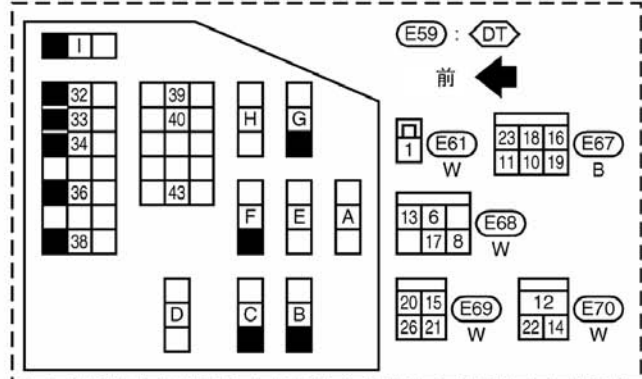 I
32
33
34
36
38
39
40
43
H
G
F
E
A
D
C
B
E59 : DT
前
1
E61
W
23 18 16
11 10 19
E67
B
13 6
17 8
E68
W
20 15
26 21
E69
W
12
22 14
E70
W